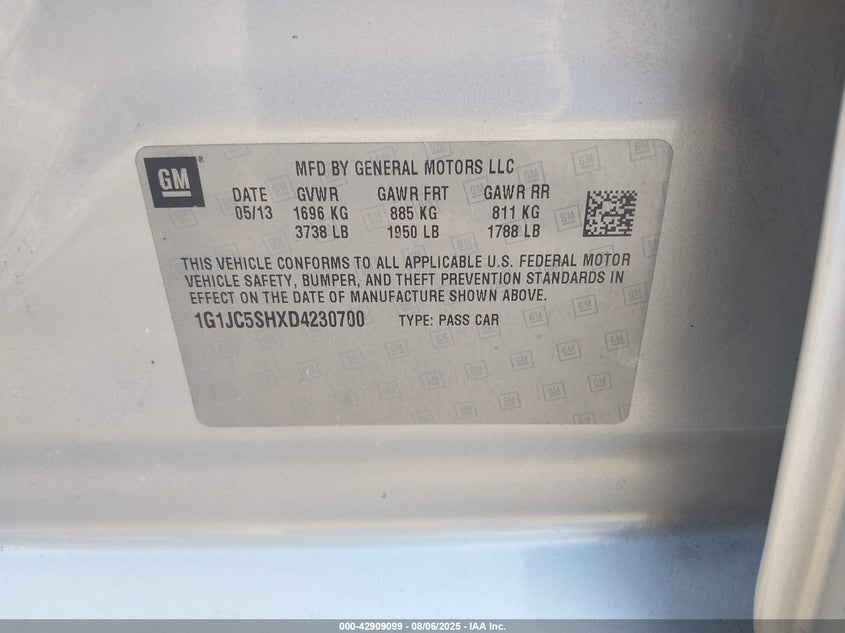 GM
®
MFD BY GENERAL MOTORS LLC
DATE GVWR GAWR FRT GAWR RR
05/13 1696 KG 885 KG 811 KG
3738 LB 1950 LB 1788 LB
THIS VEHICLE CONFORMS TO ALL APPLICABLE U.S. FEDERAL MOTOR
VEHICLE SAFETY, BUMPER, AND THEFT PREVENTION STANDARDS IN
EFFECT ON THE DATE OF MANUFACTURE SHOWN ABOVE.
1G1JC5SHXD4230700 TYPE: PASS CAR
000-42909099 - 08/06/2025 - IAA Inc.